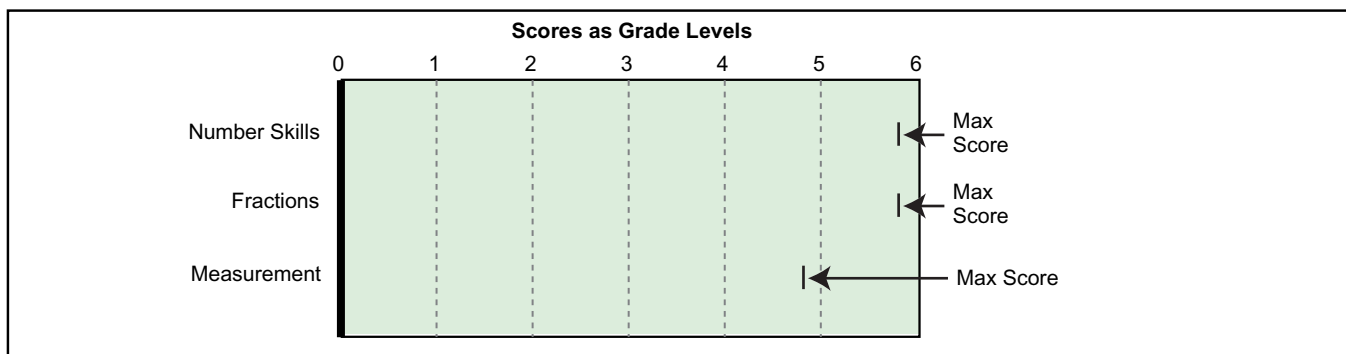 Scores as Grade Levels
0 1 2 3 4 5 6
Number Skills
Max
Score
Fractions
Max
Score
Measurement
Max Score